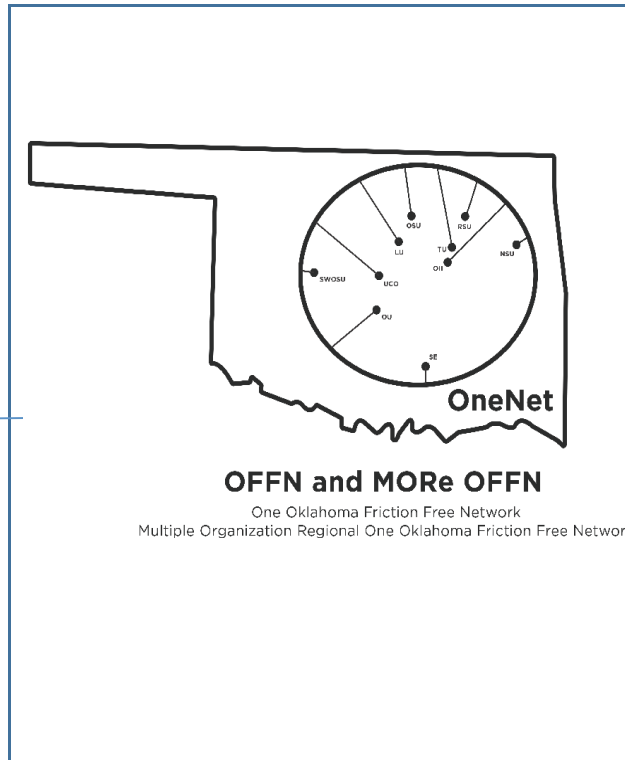 OSU
RSU
LU
TU
NSU
OII
SWOSU
UCO
OU
SE
OneNet
OFFN and MORe OFFN
One Oklahoma Friction Free Network
Multiple Organization Regional One Oklahoma Friction Free Networ